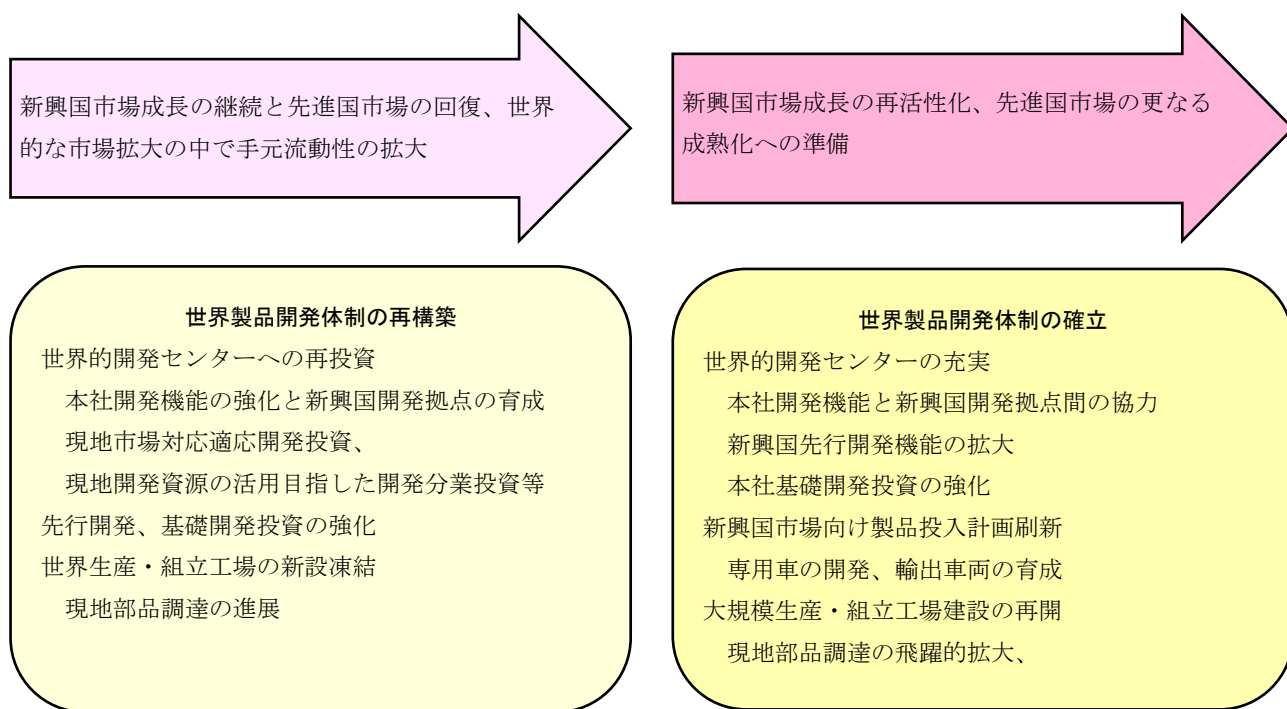 新興国市場成長の継続と先進国市場の回復、世界
的な市場拡大の中で手元流動性の拡大
新興国市場成長の再活性化、先進国市場の更なる
成熟化への準備
世界製品開発体制の再構築
世界的開発センターへの再投資
本社開発機能の強化と新興国開発拠点の育成
現地市場対応適応開発投資、
現地開発資源の活用目指した開発分業投資等
先行開発、基礎開発投資の強化
世界生産・組立工場の新設凍結
現地部品調達の進展
世界製品開発体制の確立
世界的開発センターの充実
本社開発機能と新興国開発拠点間の協力
新興国先行開発機能の拡大
本社基礎開発投資の強化
新興国市場向け製品投入計画刷新
専用車の開発、輸出車両の育成
大規模生産・組立工場建設の再開
現地部品調達の飛躍的拡大、